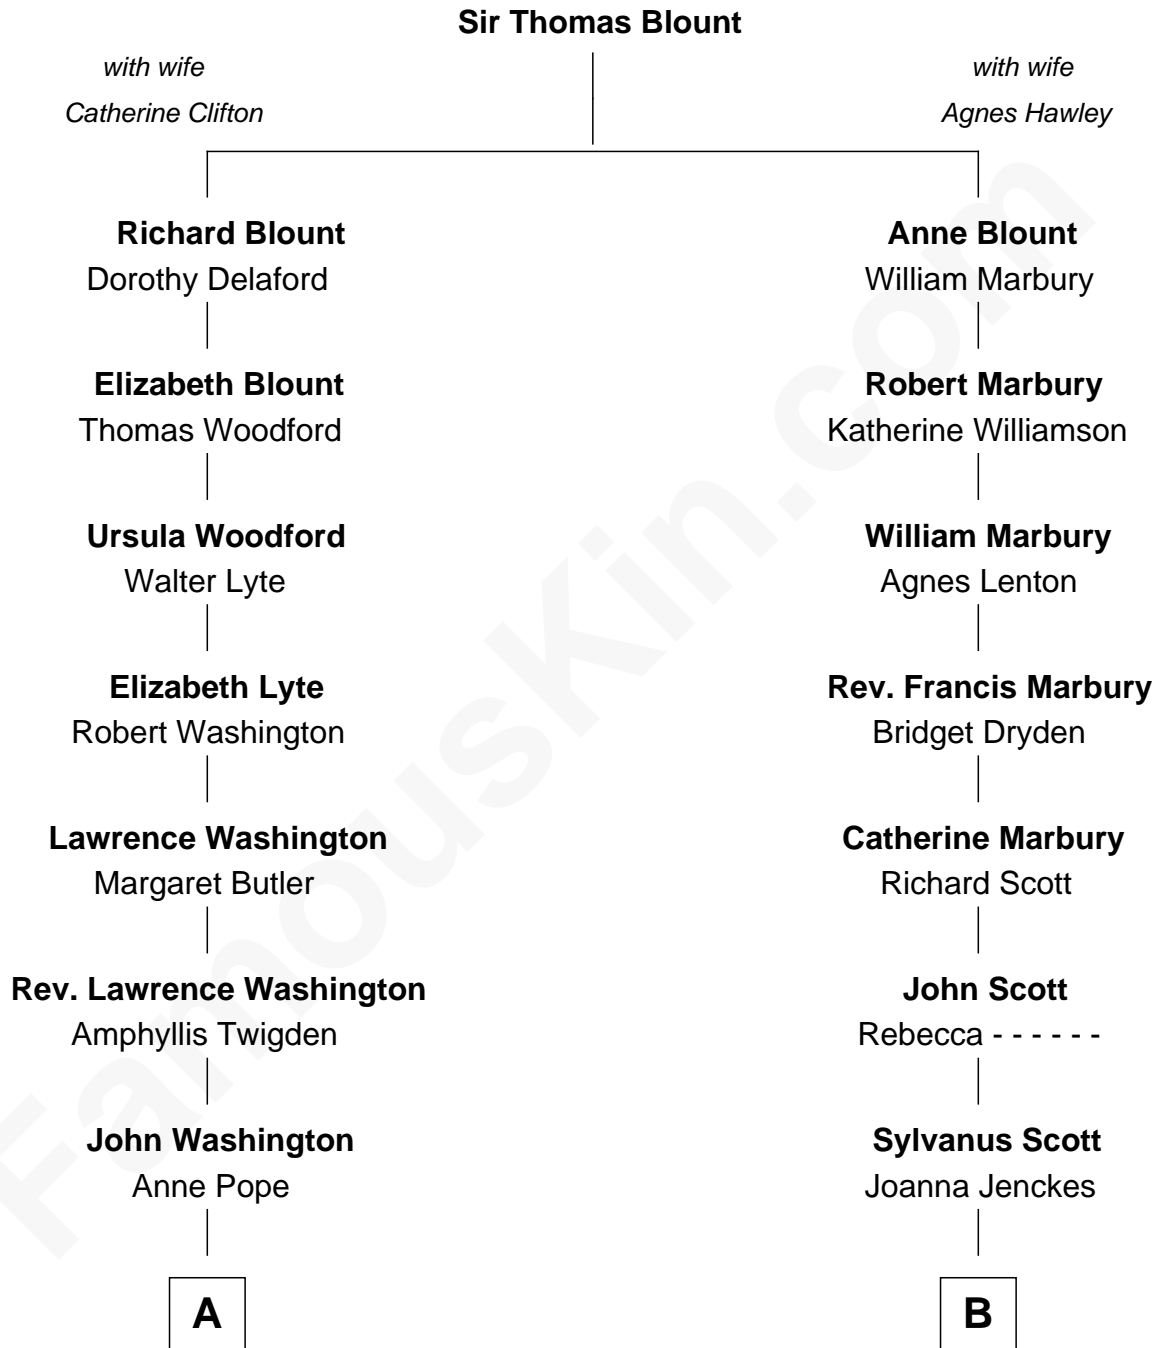 Sir Thomas Blount
with wife
Catherine Clifton
with wife
Agnes Hawley
Richard Blount
Dorothy Delaford
Anne Blount
William Marbury
Elizabeth Blount
Thomas Woodford
Robert Marbury
Katherine Williamson
Ursula Woodford
Walter Lyte
William Marbury
Agnes Lenton
Elizabeth Lyte
Robert Washington
Rev. Francis Marbury
Bridget Dryden
Lawrence Washington
Margaret Butler
Catherine Marbury
Richard Scott
Rev. Lawrence Washington
Amphyllis Twigden
John Scott
Rebecca - - - - - -
John Washington
Anne Pope
Sylvanus Scott
Joanna Jenckes
A
B
FamousKin.com